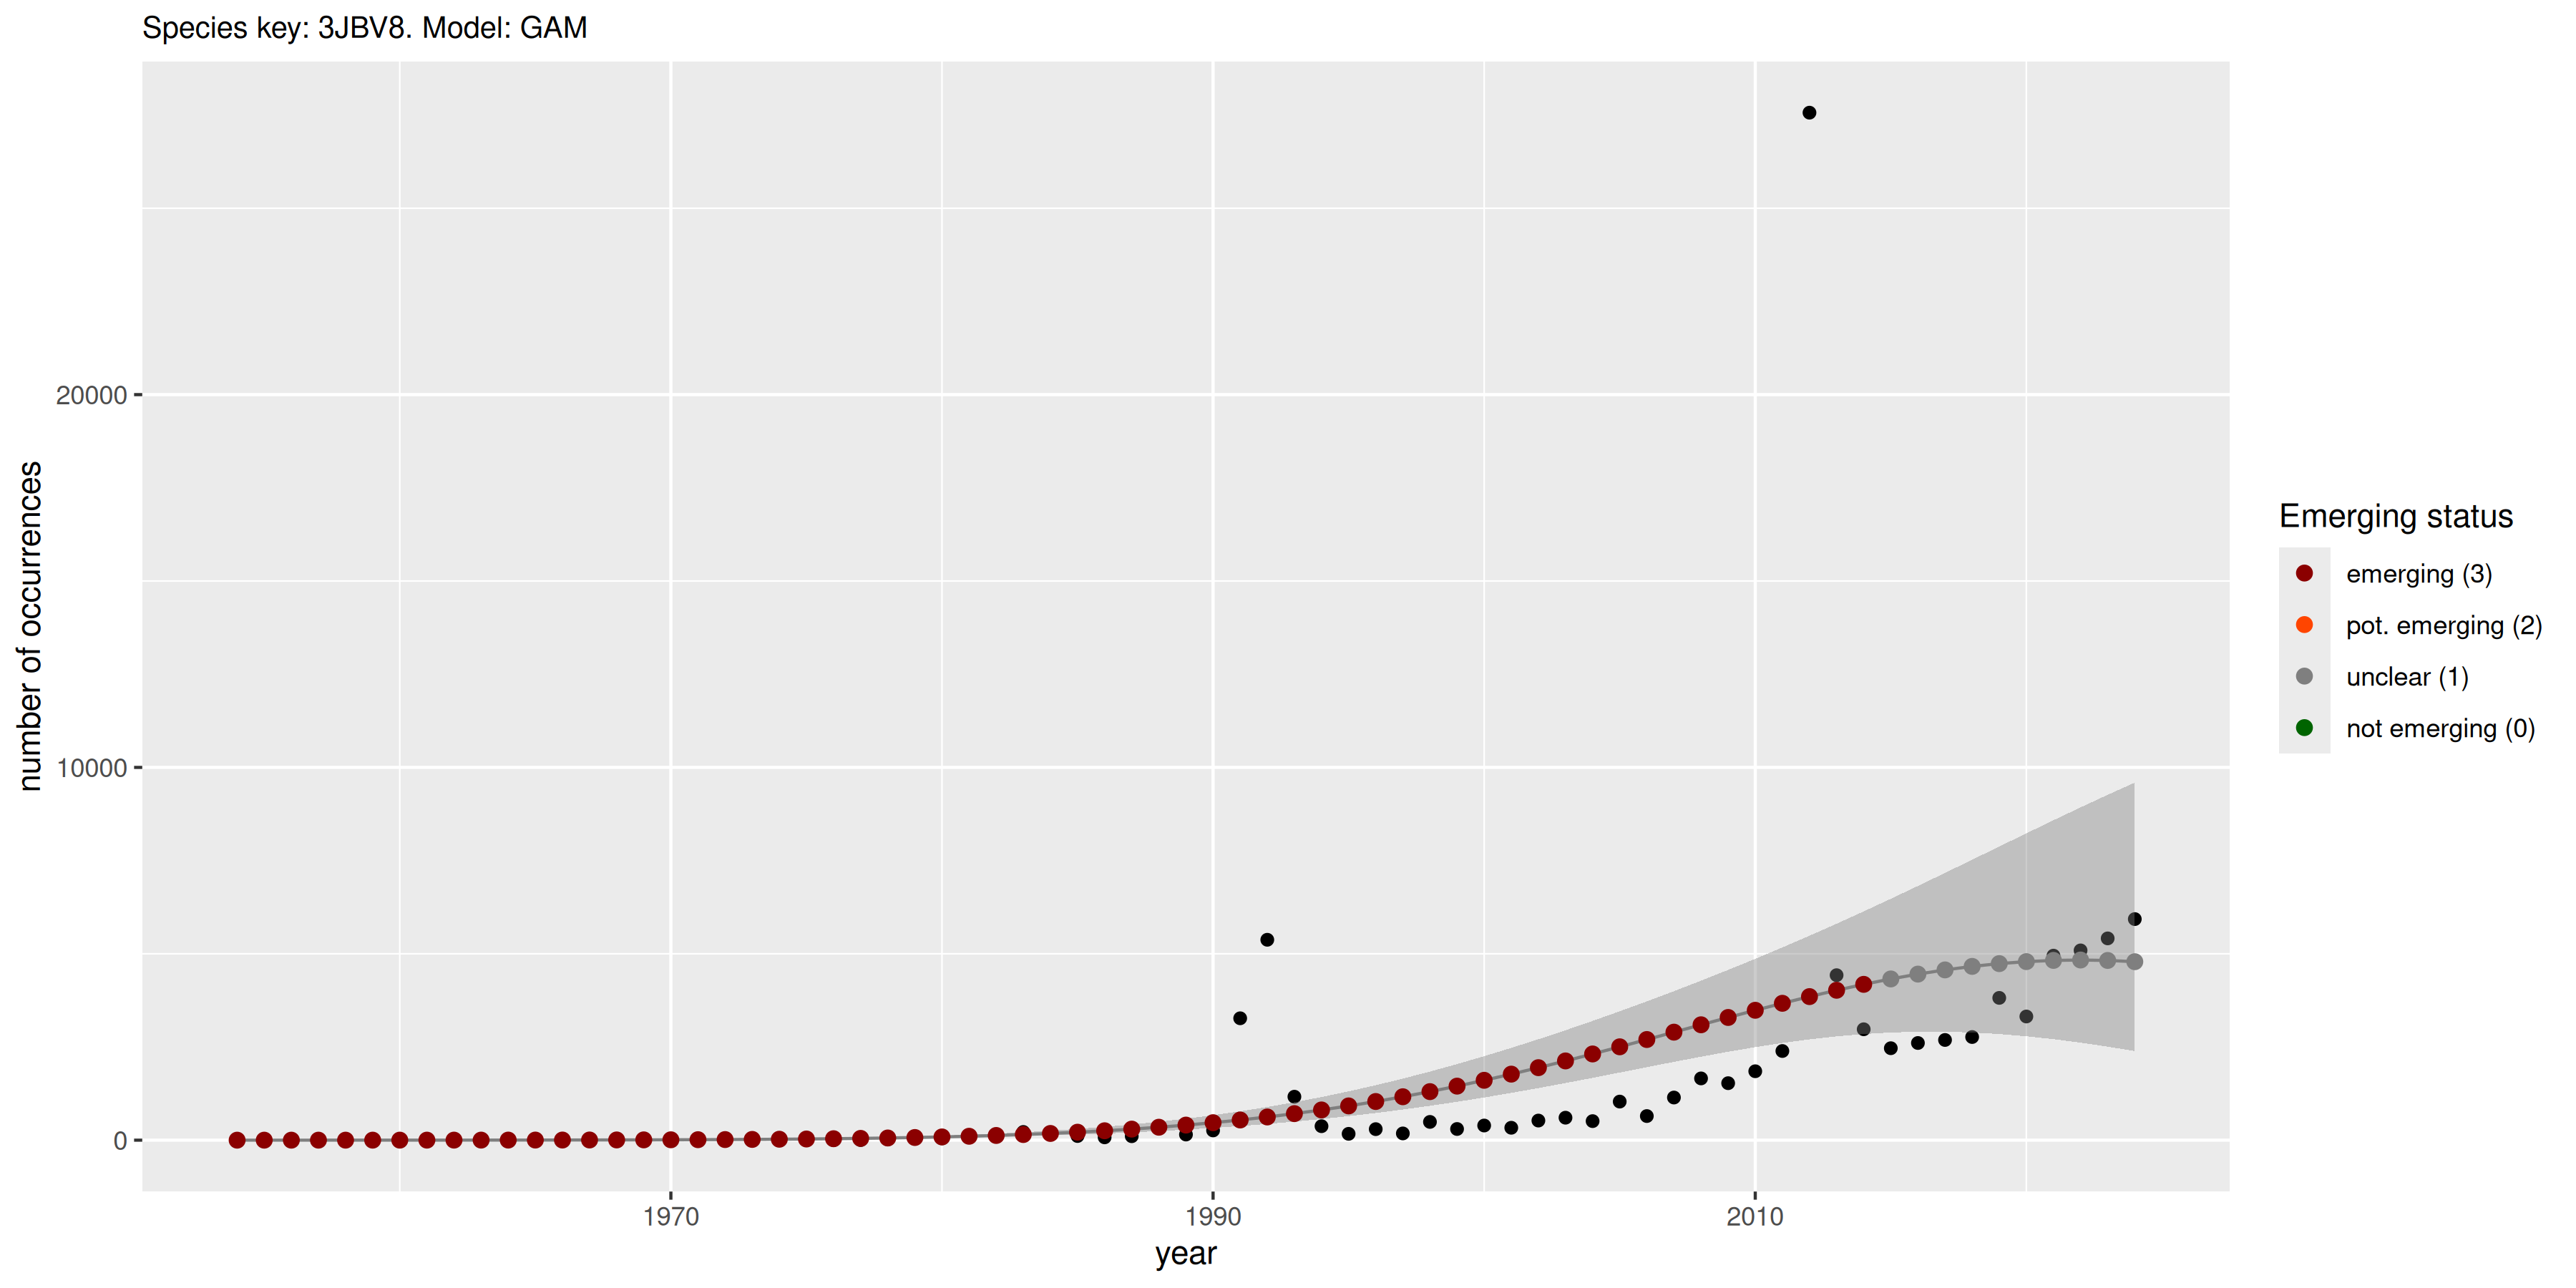 Species key: 3JBV8. Model: GAM
number of occurrences
20000
10000
0
1970
1990
2010
year
Emerging status
emerging (3)
pot. emerging (2)
unclear (1)
not emerging (0)